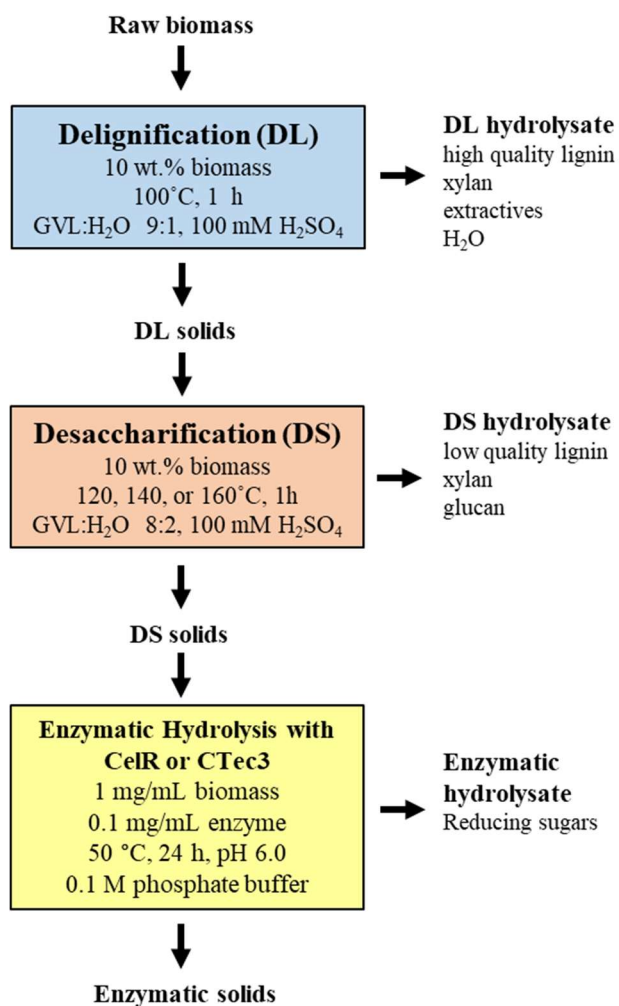 Raw biomass
Delignification (DL)
10 wt.% biomass
100˚C, 1 h
GVL:H₂O 9:1, 100 mM H₂SO₄
DL hydrolysate
high quality lignin
xylan
extractives
H₂O
DL solids
Desaccharification (DS)
10 wt.% biomass
120, 140, or 160˚C, 1h
GVL:H₂O 8:2, 100 mM H₂SO₄
DS hydrolysate
low quality lignin
xylan
glucan
DS solids
Enzymatic Hydrolysis with
CelR or CTec3
1 mg/mL biomass
0.1 mg/mL enzyme
50 °C, 24 h, pH 6.0
0.1 M phosphate buffer
Enzymatic
hydrolysate
Reducing sugars
Enzymatic solids